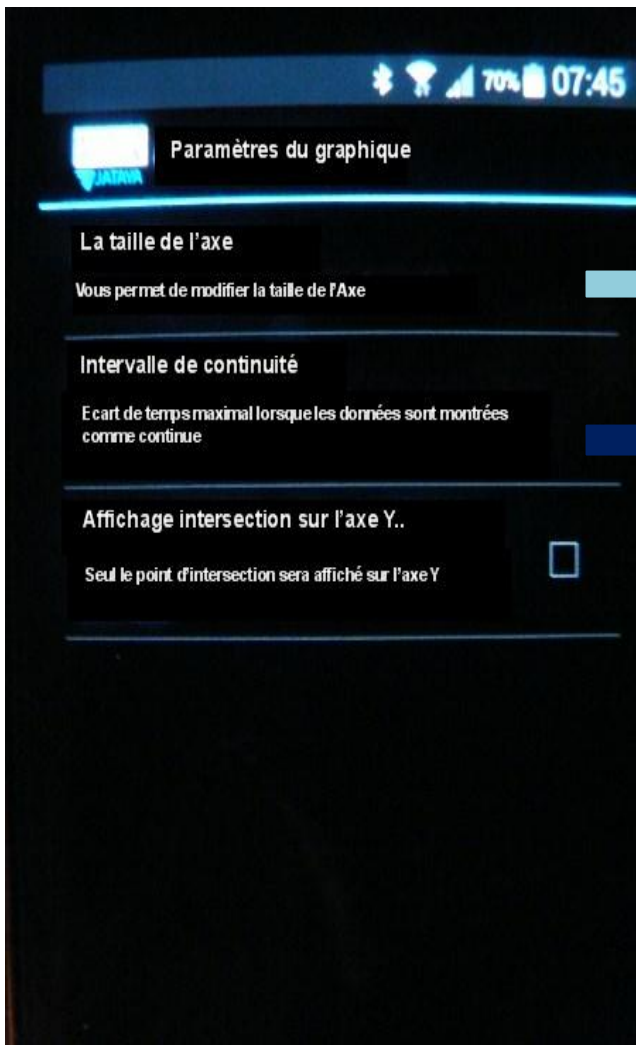 70% 07:45
Paramètres du graphique
JATAYA
La taille de l'axe
Vous permet de modifier la taille de l'Axe
Intervalle de continuité
Ecart de temps maximal lorsque les données sont montrées
comme continue
Affichage intersection sur l'axe Y..
Seul le point d'intersection sera affiché sur l'axe Y